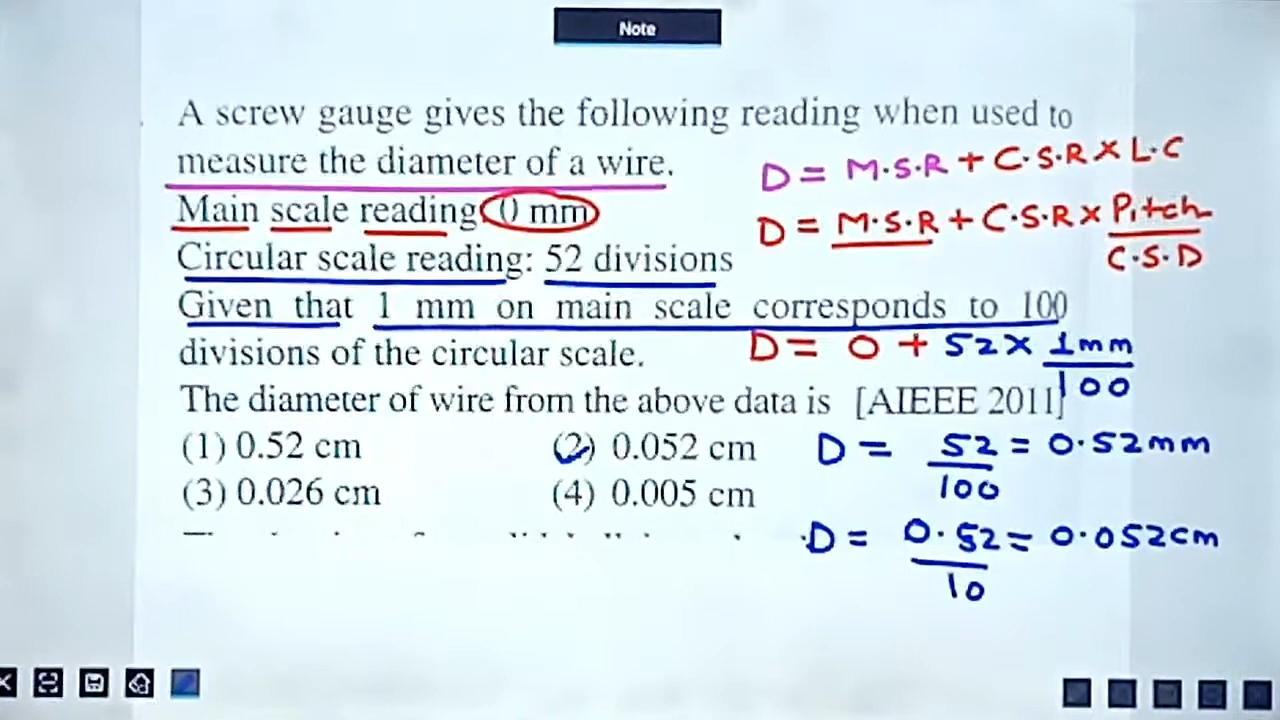 Note
A screw gauge gives the following reading when used to
measure the diameter of a wire.
D = M.S.R + C.S.R × L.C
Main scale reading 0 mm
D = M.S.R + C.S.R × Pitch
C.S.D
Circular scale reading: 52 divisions
Given that 1 mm on main scale corresponds to 100
divisions of the circular scale.
D = 0 + 52 × 1mm
100
The diameter of wire from the above data is [AIEEE 2011]
(1) 0.52 cm (2) 0.052 cm
D = 52 = 0.52mm
100
(3) 0.026 cm (4) 0.005 cm
D = 0.52 = 0.052cm
10